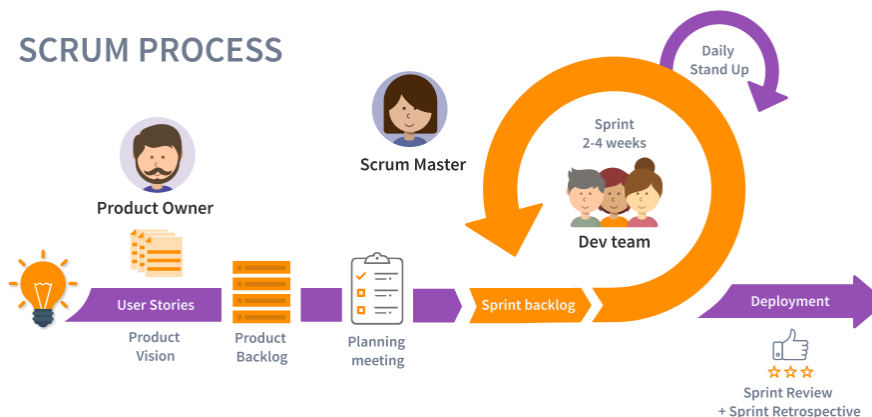 SCRUM PROCESS
Daily
Stand Up
Sprint
2-4 weeks
Scrum Master
Product Owner
Dev team
User Stories
Sprint backlog
Deployment
Product
Vision
Product
Backlog
Planning
meeting
Sprint Review
+ Sprint Retrospective